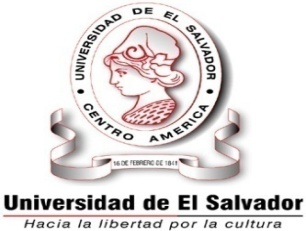 UNIVERSIDAD DE EL SALVADOR
CENTRO AMERICA
16 DE FEBRERO DE 1841
Universidad de El Salvador
Hacia la libertad por la cultura